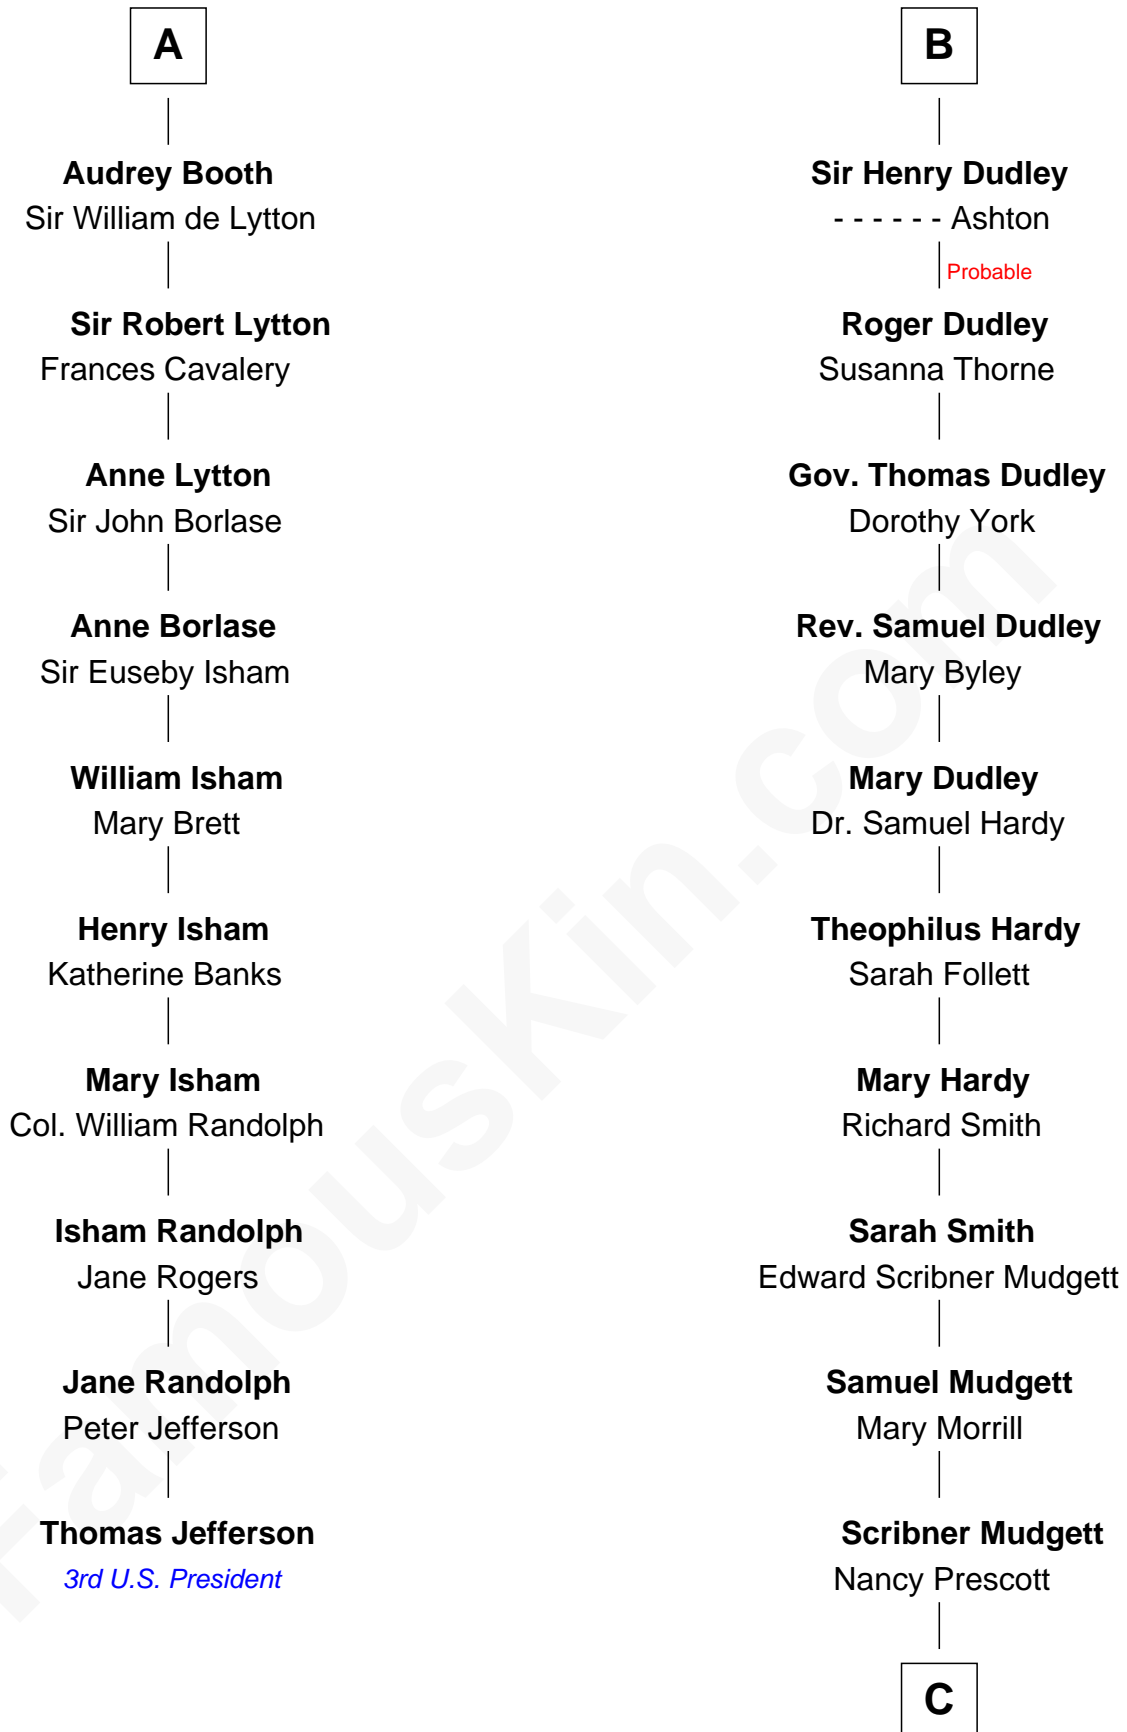 A
Audrey Booth
Sir William de Lytton
Sir Robert Lytton
Frances Cavalery
Anne Lytton
Sir John Borlase
Anne Borlase
Sir Euseby Isham
William Isham
Mary Brett
Henry Isham
Katherine Banks
Mary Isham
Col. William Randolph
Isham Randolph
Jane Rogers
Jane Randolph
Peter Jefferson
Thomas Jefferson
3rd U.S. President
B
Sir Henry Dudley
- - - - - - Ashton
Probable
Roger Dudley
Susanna Thorne
Gov. Thomas Dudley
Dorothy York
Rev. Samuel Dudley
Mary Byley
Mary Dudley
Dr. Samuel Hardy
Theophilus Hardy
Sarah Follett
Mary Hardy
Richard Smith
Sarah Smith
Edward Scribner Mudgett
Samuel Mudgett
Mary Morrill
Scribner Mudgett
Nancy Prescott
C
FamousKin.com